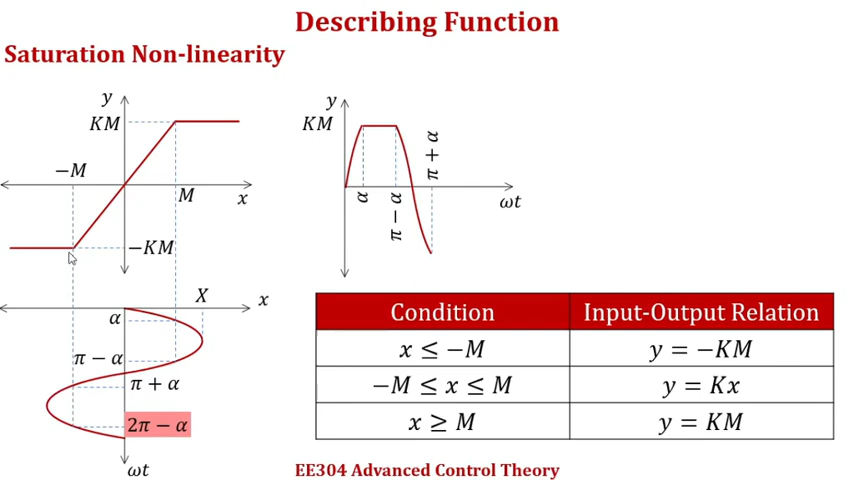 Describing Function
Saturation Non-linearity
y
KM
−M
M
x
−KM
y
KM
α
π − α
π + α
ωt
X
x
α
π − α
π + α
2π − α
ωt
Condition Input-Output Relation
x ≤ −M y = −KM
−M ≤ x ≤ M y = Kx
x ≥ M y = KM
EE304 Advanced Control Theory